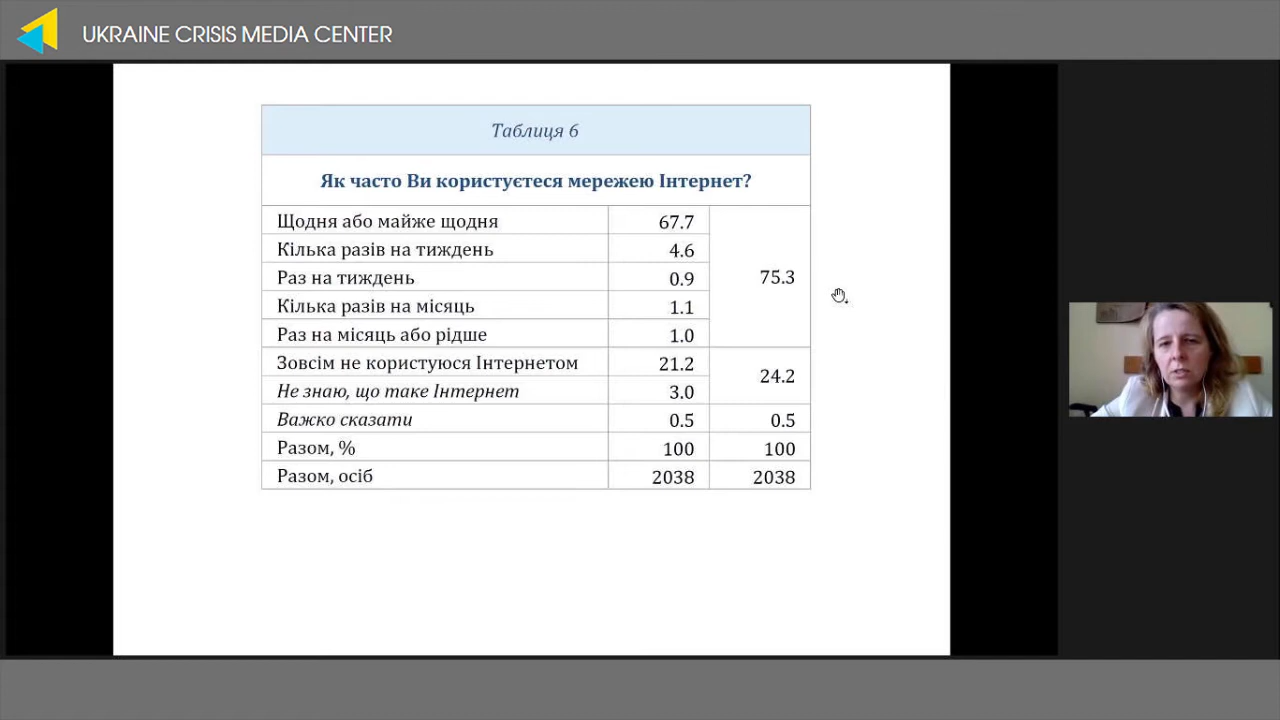 UKRAINE CRISIS MEDIA CENTER
Таблиця 6
Як часто Ви користуєтеся мережею Інтернет?
Щодня або майже щодня 67.7
Кілька разів на тиждень 4.6
Раз на тиждень 0.9 75.3
Кілька разів на місяць 1.1
Раз на місяць або рідше 1.0
Зовсім не користуюся Інтернетом 21.2 24.2
Не знаю, що таке Інтернет 3.0
Важко сказати 0.5 0.5
Разом, % 100 100
Разом, осіб 2038 2038